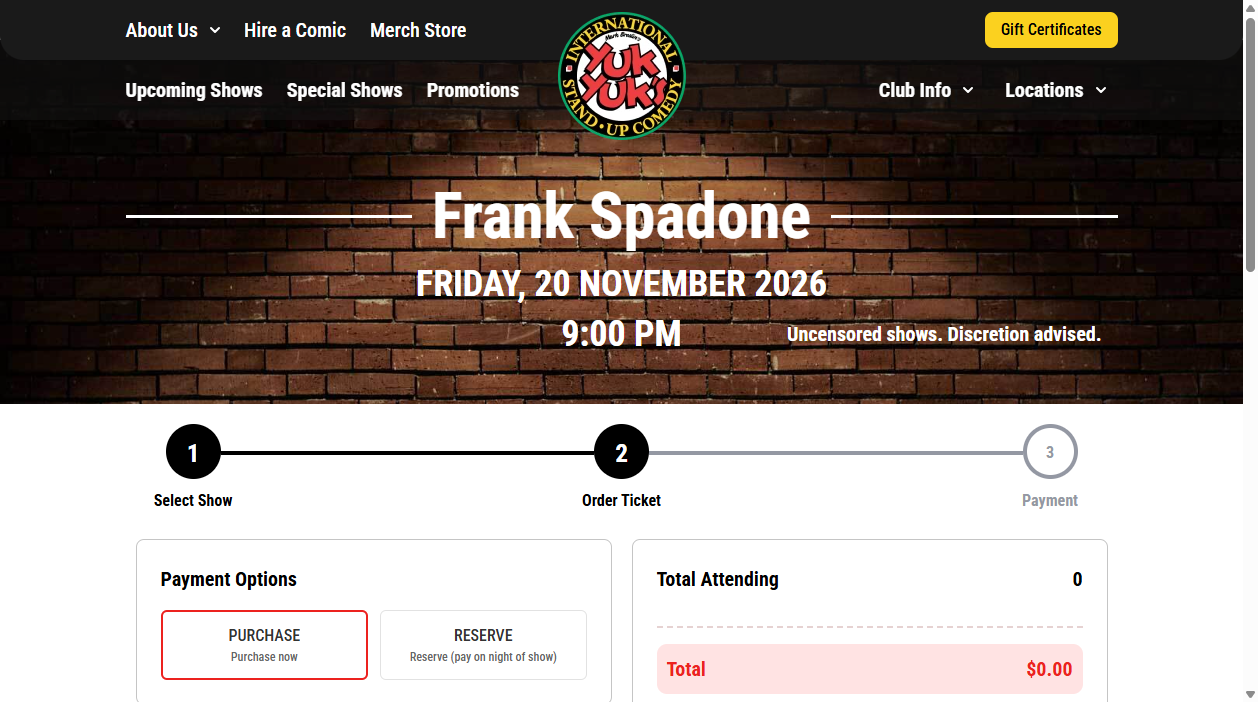 About Us
Hire a Comic
Merch Store
Gift Certificates
Upcoming Shows
Special Shows
Promotions
INTERNATIONAL
Mark Breslin's
YUK YUK'S
STAND-UP COMEDY
Club Info
Locations
Frank Spadone
FRIDAY, 20 NOVEMBER 2026
9:00 PM
Uncensored shows. Discretion advised.
1
2
3
Select Show
Order Ticket
Payment
Payment Options
PURCHASE
Purchase now
RESERVE
Reserve (pay on night of show)
Total Attending
0
Total
$0.00